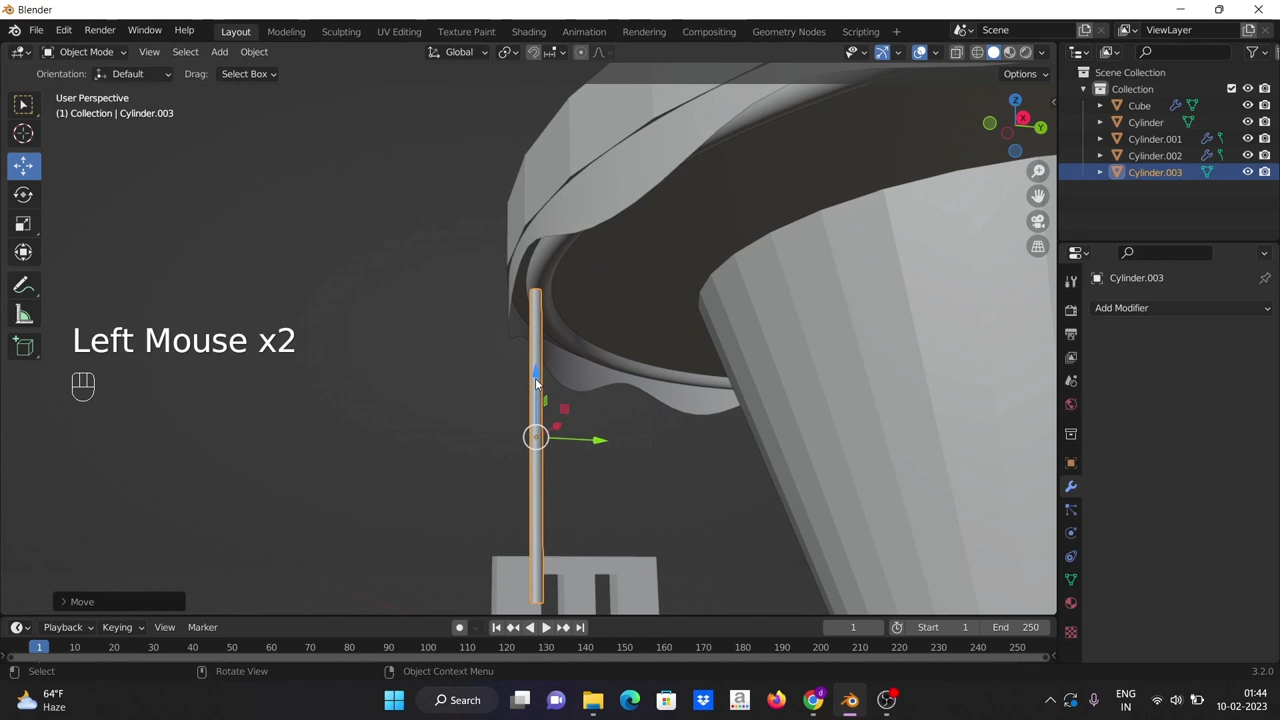 Blender
File Edit Render Window Help
Layout Modeling Sculpting UV Editing Texture Paint Shading Animation Rendering Compositing Geometry Nodes Scripting +
Scene ViewLayer
Object Mode View Select Add Object Global
Orientation: Default Drag: Select Box Options
User Perspective
(1) Collection | Cylinder.003
Z
X
Y
Scene Collection
Collection
Cube
Cylinder
Cylinder.001
Cylinder.002
Cylinder.003
Cylinder.003
Add Modifier
Left Mouse x2
> Move
Playback Keying View Marker 1 Start 1 End 250
1 10 20 30 40 50 60 70 80 90 100 110 120 130 140 150 160 170 180 190 200 210 220 230 240 250
Select Rotate View Object Context Menu 3.2.0
64°F
Haze
Search
ENG
IN
01:44
10-02-2023